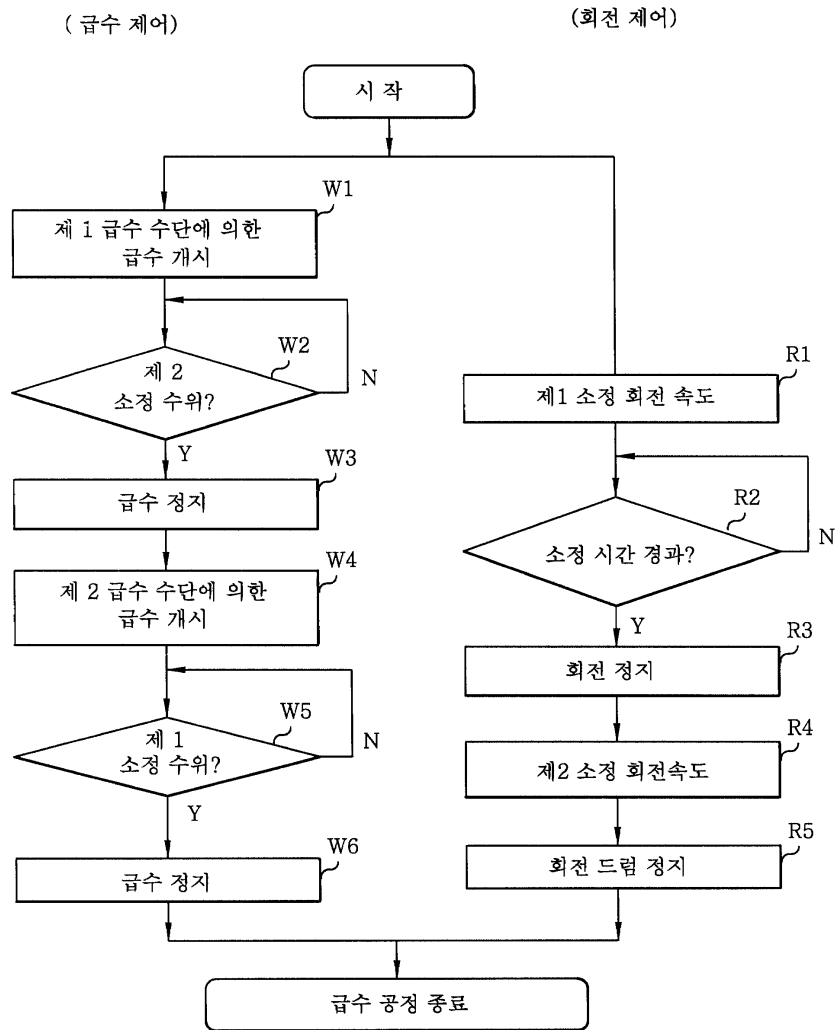 ( 급수 제어)
(회전 제어)
시 작
W1
제 1 급수 수단에 의한
급수 개시
W2
제 2
소정 수위?
N
Y
W3
급수 정지
W4
제 2 급수 수단에 의한
급수 개시
W5
제 1
소정 수위?
N
Y
W6
급수 정지
R1
제1 소정 회전 속도
R2
소정 시간 경과?
N
Y
R3
회전 정지
R4
제2 소정 회전속도
R5
회전 드럼 정지
급수 공정 종료